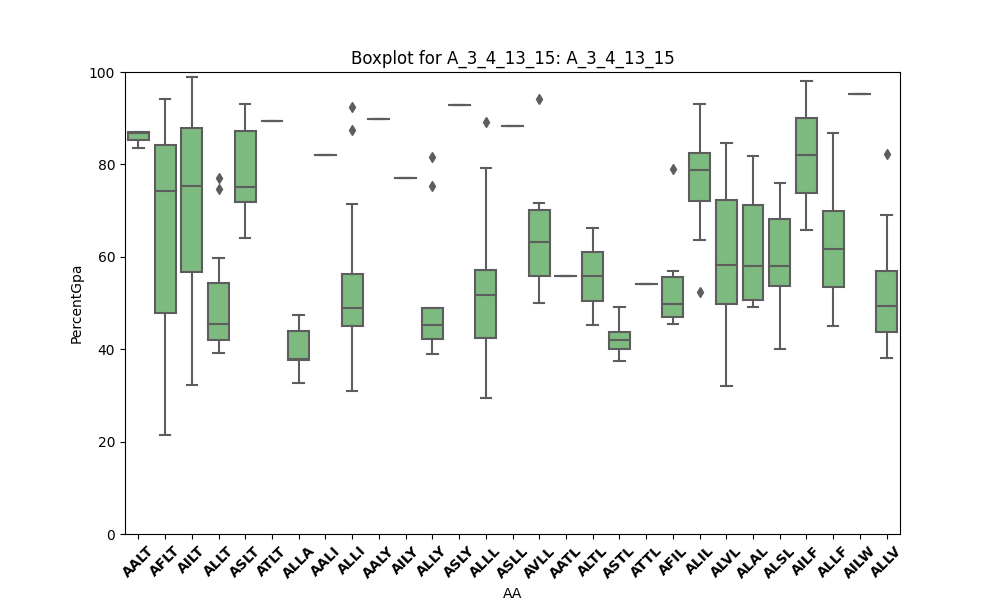 Boxplot for A_3_4_13_15: A_3_4_13_15
100
80
60
40
20
0
PercentGpa
AALT AFLT AILT ALLT ASLT ATLT ALLA AALI ALLI AALY AILY ALLY ASLY ALLL ASLL AVLL AATL ALTL ASTL ATTL AFIL ALIL ALVL ALAL ALSL AILF ALLF AILW ALLV
AA